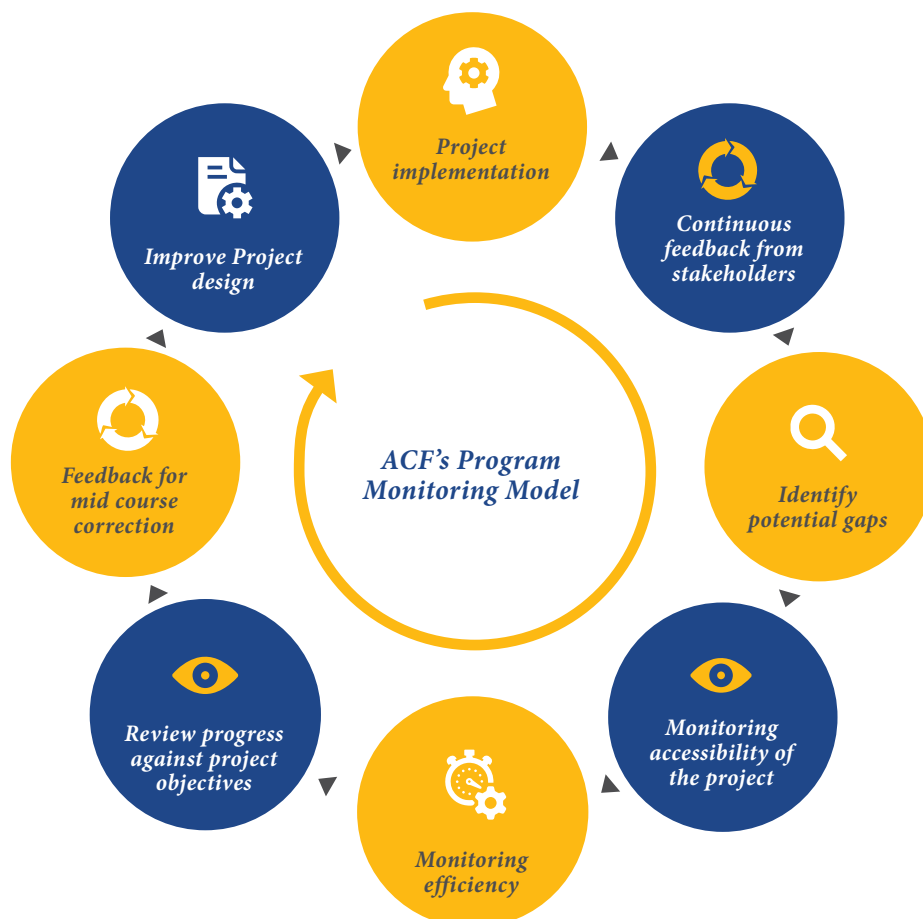 Project
implementation
Continuous
feedback from
stakeholders
Identify
potential gaps
Monitoring
accessibility of
the project
Monitoring
efficiency
Review progress
against project
objectives
Feedback for
mid course
correction
Improve Project
design
ACF’s Program
Monitoring Model